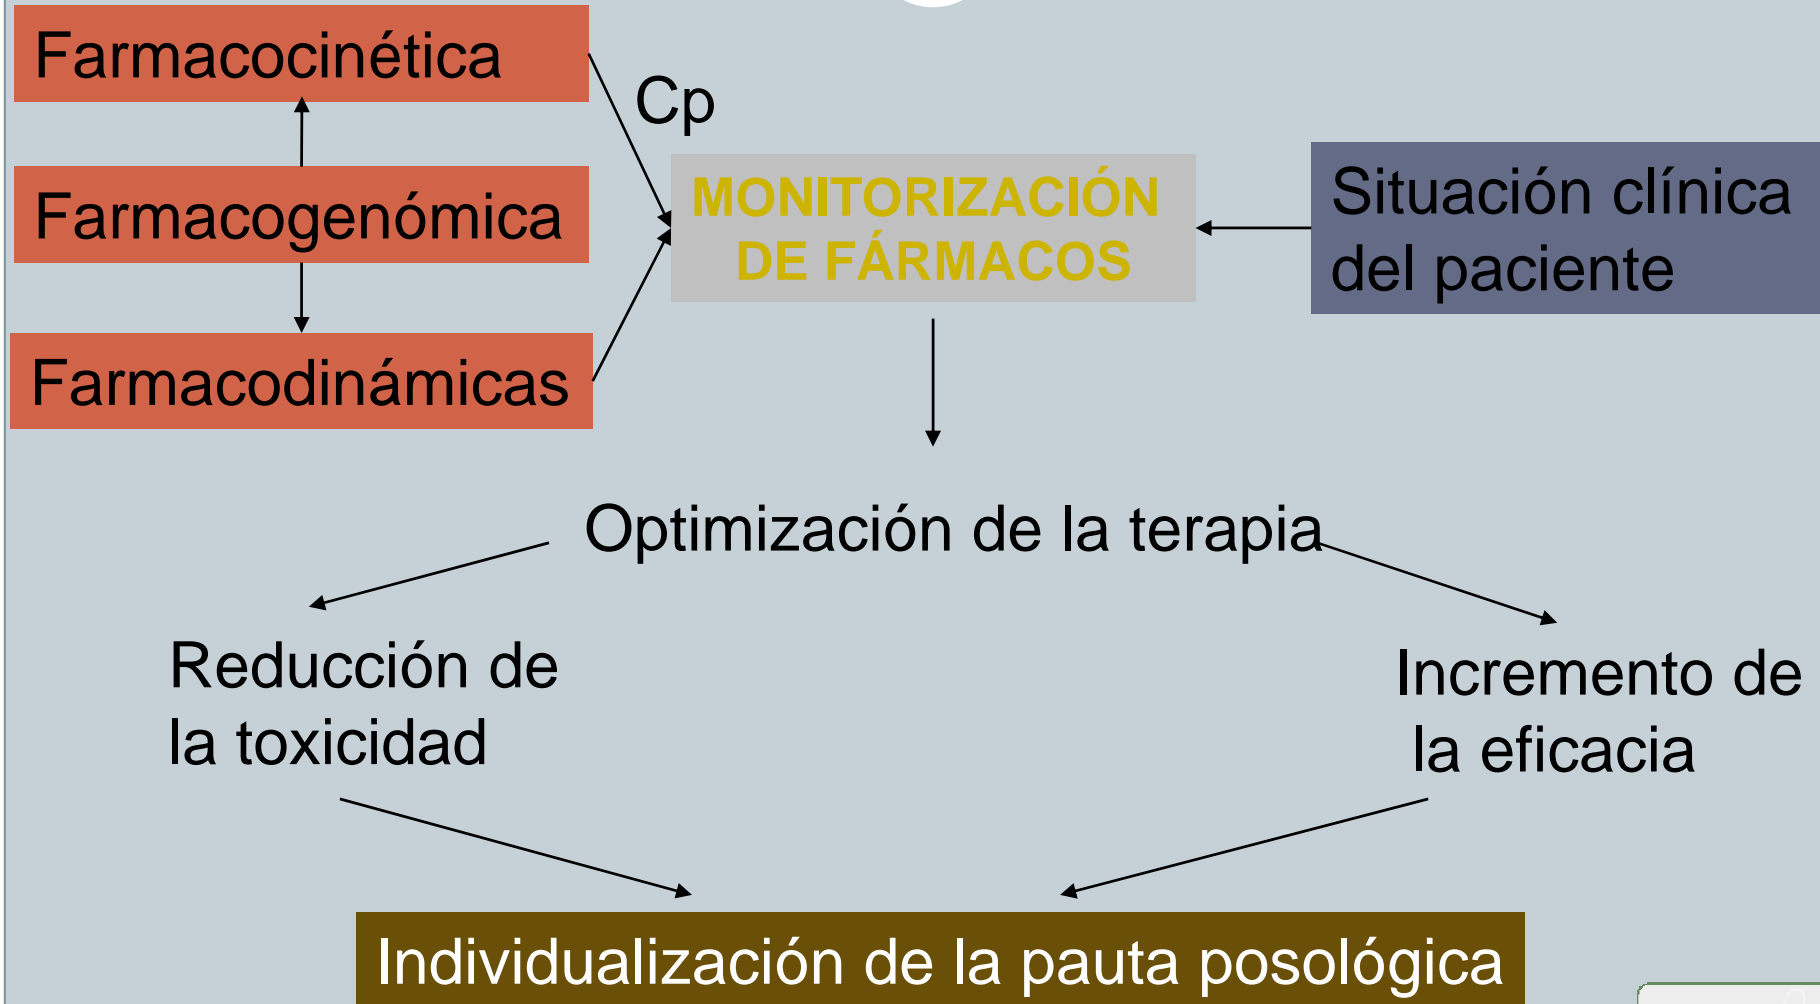 Farmacocinética
Cp
Farmacogenómica
MONITORIZACIÓN
DE FÁRMACOS
Situación clínica
del paciente
Farmacodinámicas
Optimización de la terapia
Reducción de
la toxicidad
Incremento de
la eficacia
Individualización de la pauta posológica